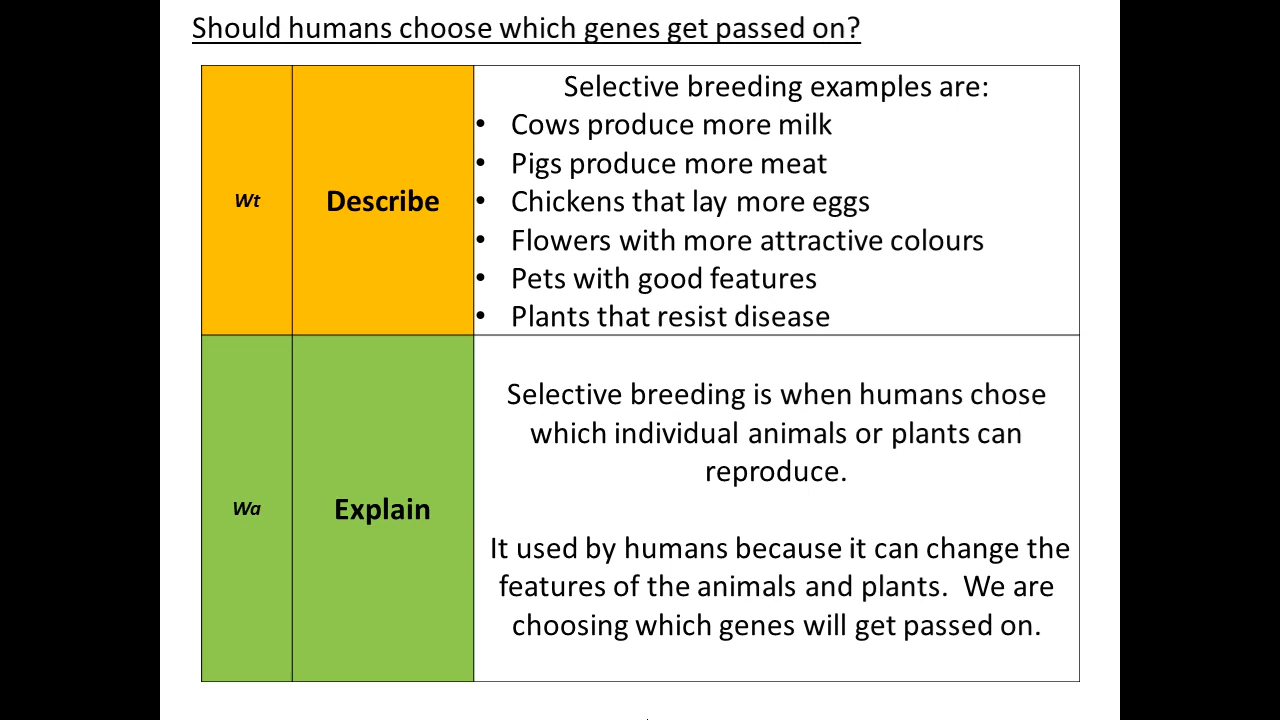 Should humans choose which genes get passed on?
Wt
Describe
Selective breeding examples are:
• Cows produce more milk
• Pigs produce more meat
• Chickens that lay more eggs
• Flowers with more attractive colours
• Pets with good features
• Plants that resist disease
Wa
Explain
Selective breeding is when humans chose
which individual animals or plants can
reproduce.
It used by humans because it can change the
features of the animals and plants.  We are
choosing which genes will get passed on.